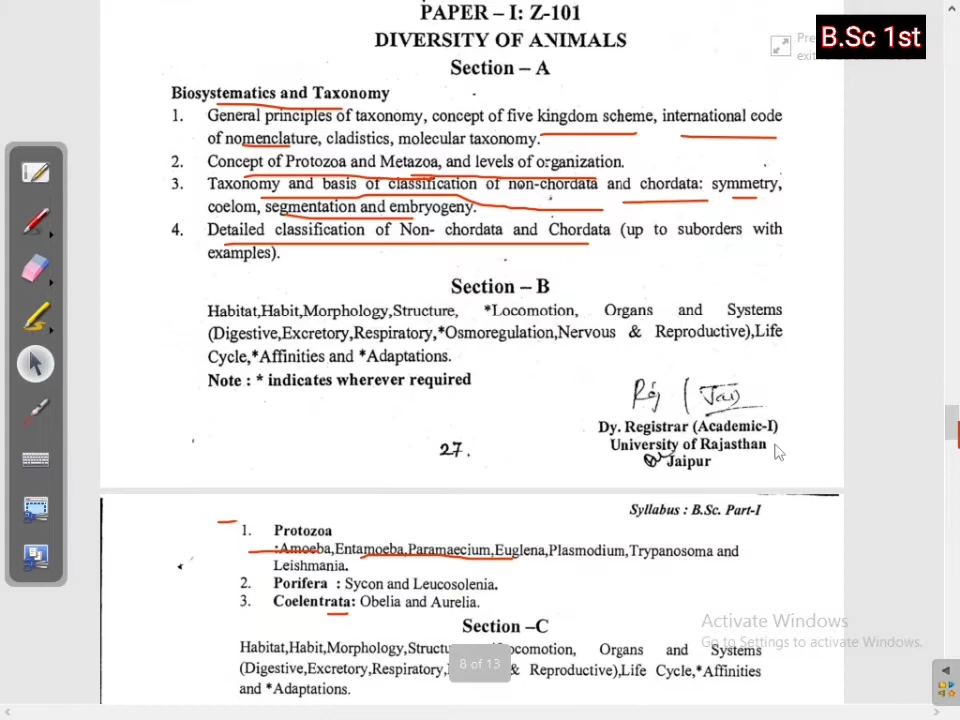 PAPER – I: Z-101
B.Sc 1st
DIVERSITY OF ANIMALS
Section – A
Biosystematics and Taxonomy
1. General principles of taxonomy, concept of five kingdom scheme, international code
of nomenclature, cladistics, molecular taxonomy.
2. Concept of Protozoa and Metazoa, and levels of organization.
3. Taxonomy and basis of classification of non-chordata and chordata: symmetry,
coelom, segmentation and embryogeny.
4. Detailed classification of Non- chordata and Chordata (up to suborders with
examples).
Section – B
Habitat,Habit,Morphology,Structure, *Locomotion, Organs and Systems
(Digestive,Excretory,Respiratory,*Osmoregulation,Nervous & Reproductive),Life
Cycle,*Affinities and *Adaptations.
Note : * indicates wherever required
Dy. Registrar (Academic-I)
University of Rajasthan
Jaipur
27.
Syllabus : B.Sc. Part-I
1. Protozoa
:Amoeba,Entamoeba,Paramaecium,Euglena,Plasmodium,Trypanosoma and
Leishmania.
2. Porifera : Sycon and Leucosolenia.
3. Coelentrata: Obelia and Aurelia.
Section –C
Habitat,Habit,Morphology,Structu ocomotion, Organs and Systems
(Digestive,Excretory,Respiratory, & Reproductive),Life Cycle,*Affinities
and *Adaptations.
8 of 13
Activate Windows
Go to Settings to activate Windows.